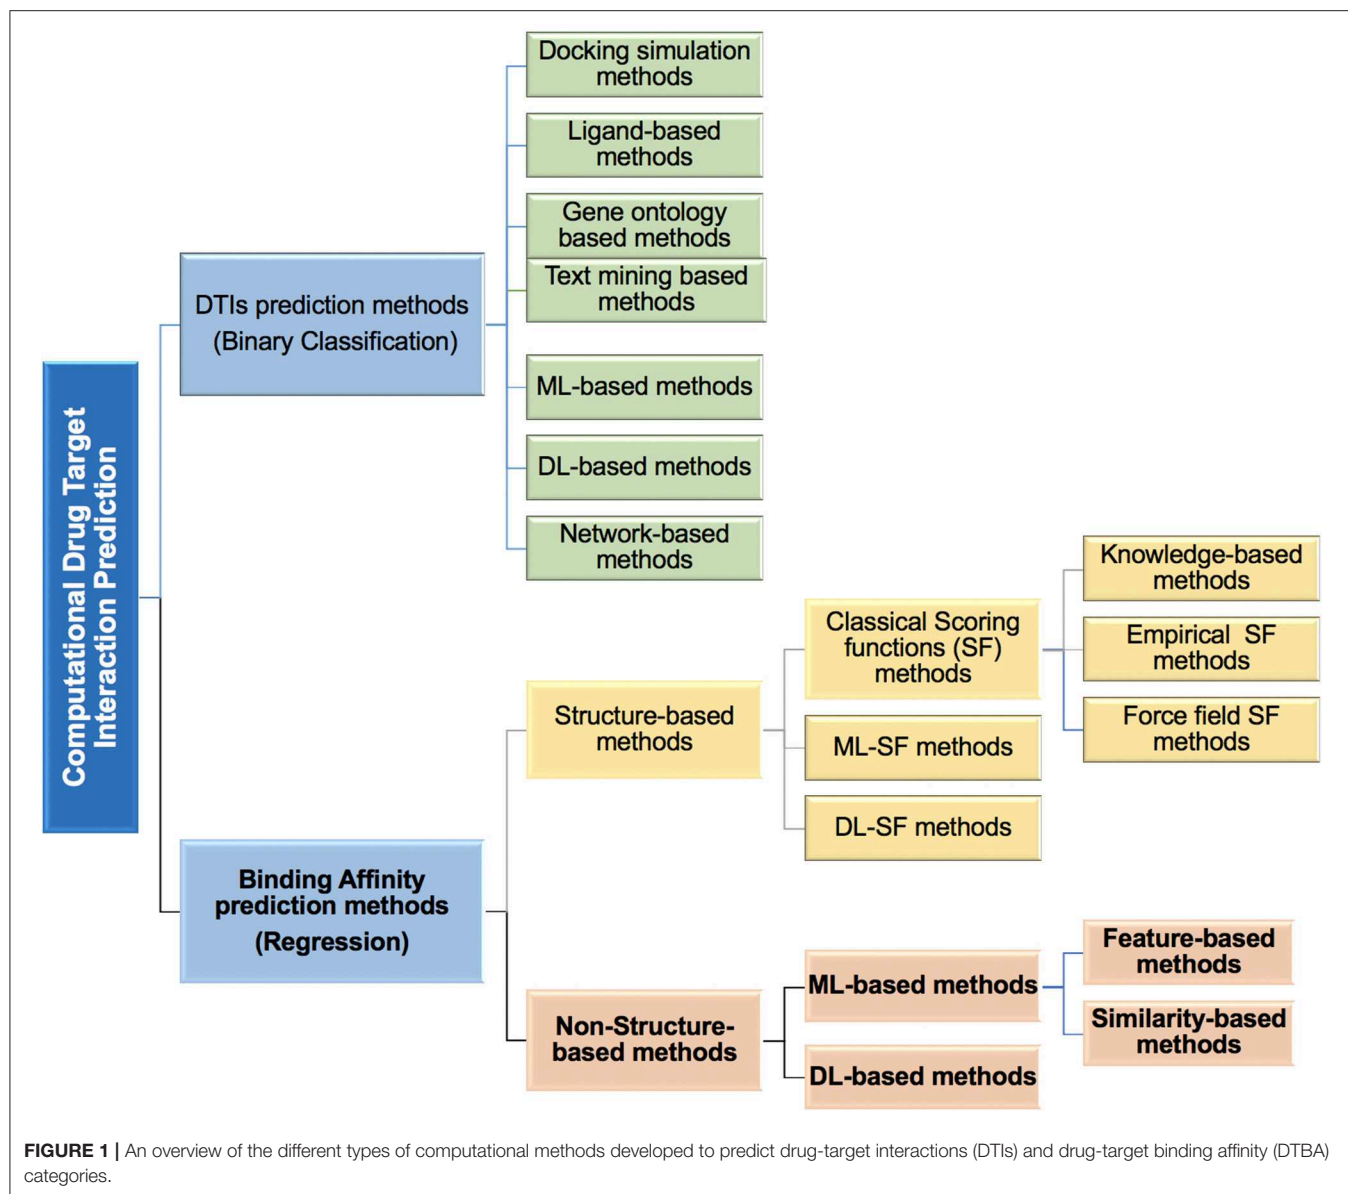 Computational Drug Target
Interaction Prediction
DTIs prediction methods
(Binary Classification)
Docking simulation
methods
Ligand-based
methods
Gene ontology
based methods
Text mining based
methods
ML-based methods
DL-based methods
Network-based
methods
Binding Affinity
prediction methods
(Regression)
Structure-based
methods
Classical Scoring
functions (SF)
methods
Knowledge-based
methods
Empirical SF
methods
Force field SF
methods
ML-SF methods
DL-SF methods
Non-Structure-
based methods
ML-based methods
Feature-based
methods
Similarity-based
methods
DL-based methods
FIGURE 1 | An overview of the different types of computational methods developed to predict drug-target interactions (DTIs) and drug-target binding affinity (DTBA)
categories.